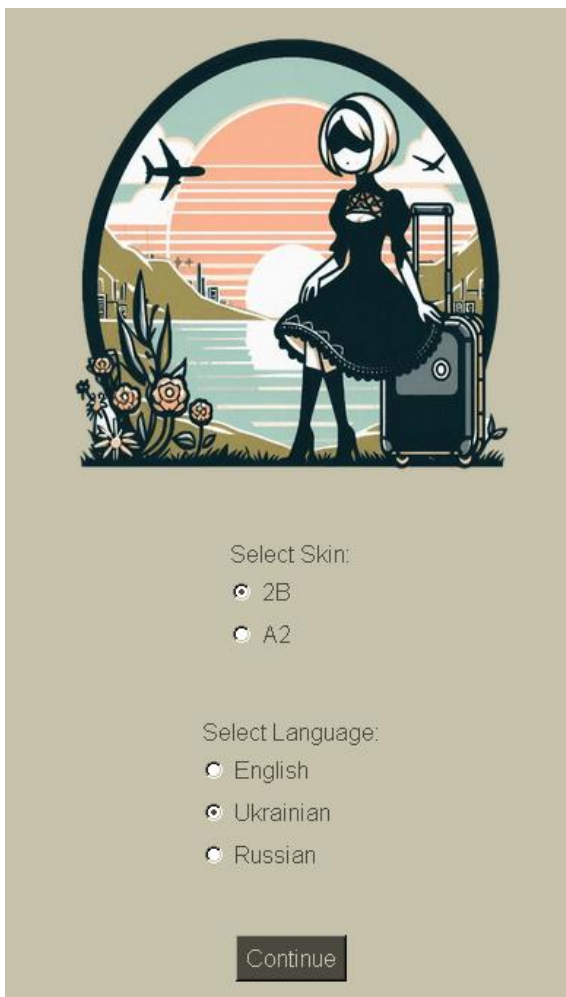 Select Skin:
2B
A2
Select Language:
English
Ukrainian
Russian
Continue